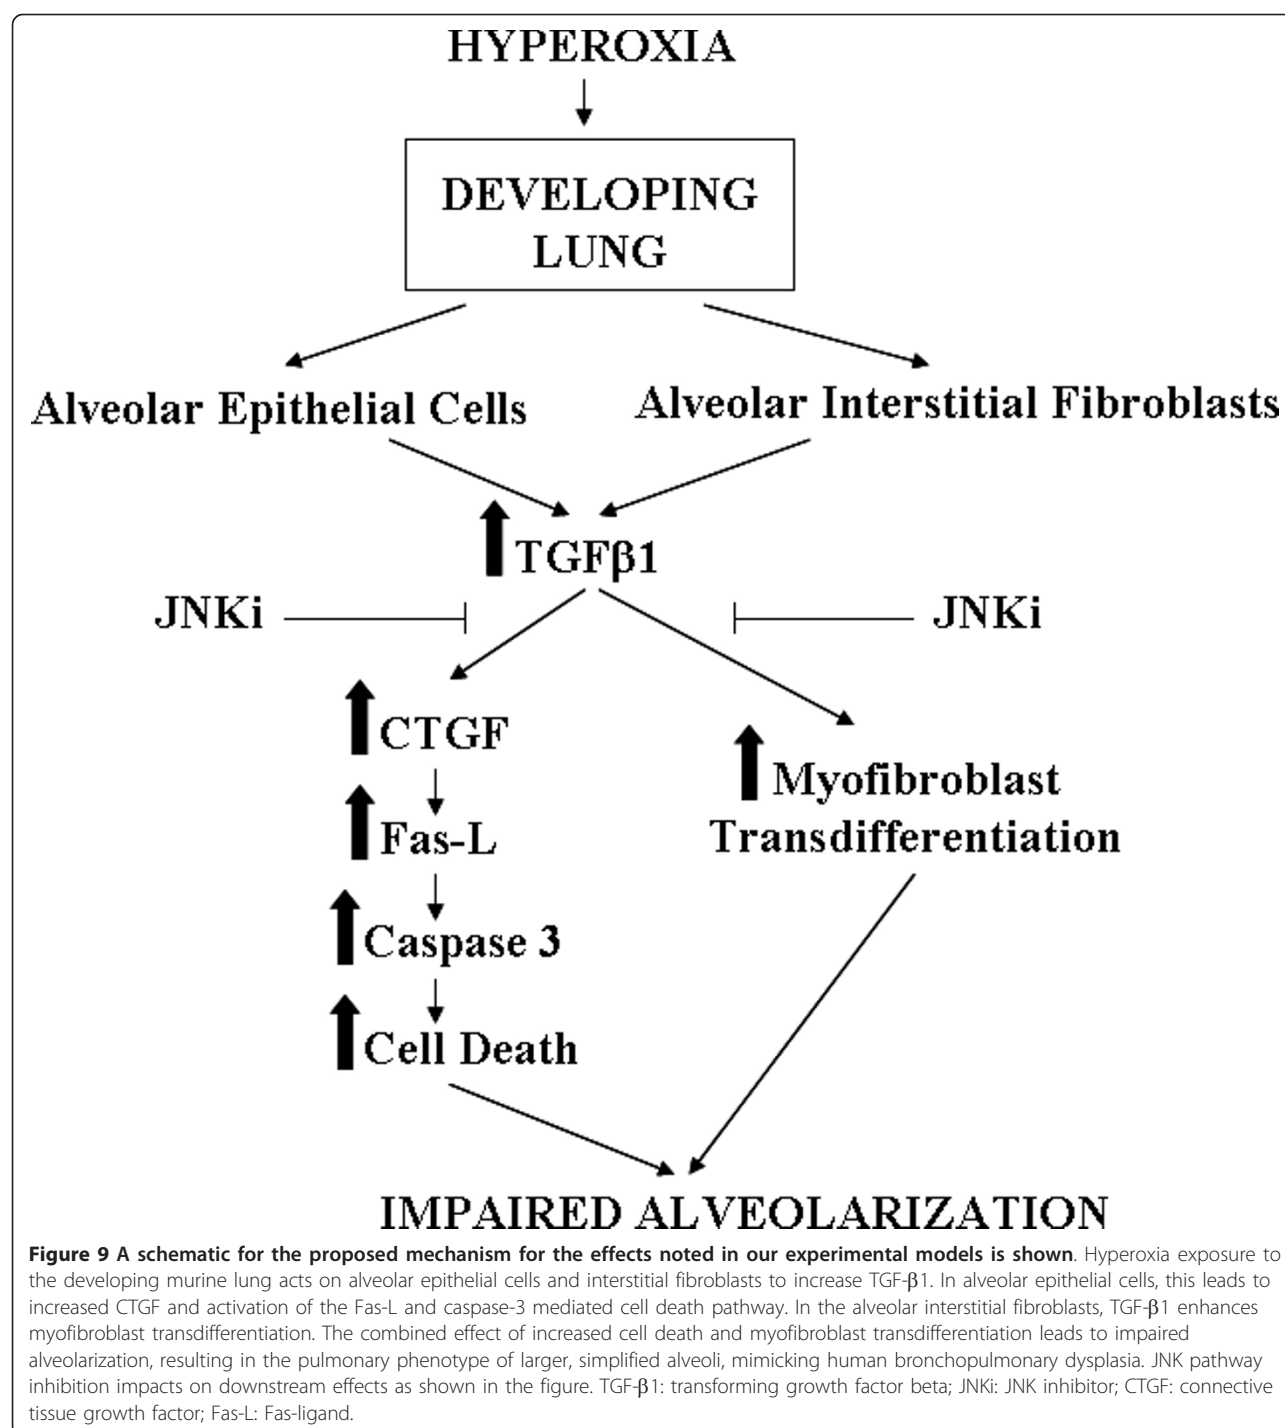 HYPEROXIA
DEVELOPING
LUNG
Alveolar Epithelial Cells
Alveolar Interstitial Fibroblasts
TGFβ1
JNKi
JNKi
CTGF
Fas-L
Caspase 3
Cell Death
Myofibroblast
Transdifferentiation
IMPAIRED ALVEOLARIZATION
Figure 9 A schematic for the proposed mechanism for the effects noted in our experimental models is shown. Hyperoxia exposure to
the developing murine lung acts on alveolar epithelial cells and interstitial fibroblasts to increase TGF-β1. In alveolar epithelial cells, this leads to
increased CTGF and activation of the Fas-L and caspase-3 mediated cell death pathway. In the alveolar interstitial fibroblasts, TGF-β1 enhances
myofibroblast transdifferentiation. The combined effect of increased cell death and myofibroblast transdifferentiation leads to impaired
alveolarization, resulting in the pulmonary phenotype of larger, simplified alveoli, mimicking human bronchopulmonary dysplasia. JNK pathway
inhibition impacts on downstream effects as shown in the figure. TGF-β1: transforming growth factor beta; JNKi: JNK inhibitor; CTGF: connective
tissue growth factor; Fas-L: Fas-ligand.